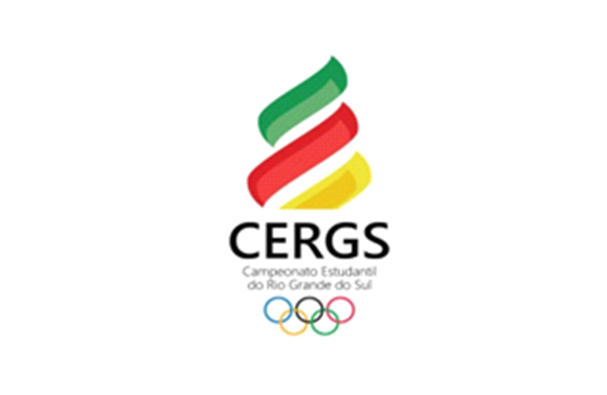 CERGS
Campeonato Estudantil
do Rio Grande do Sul